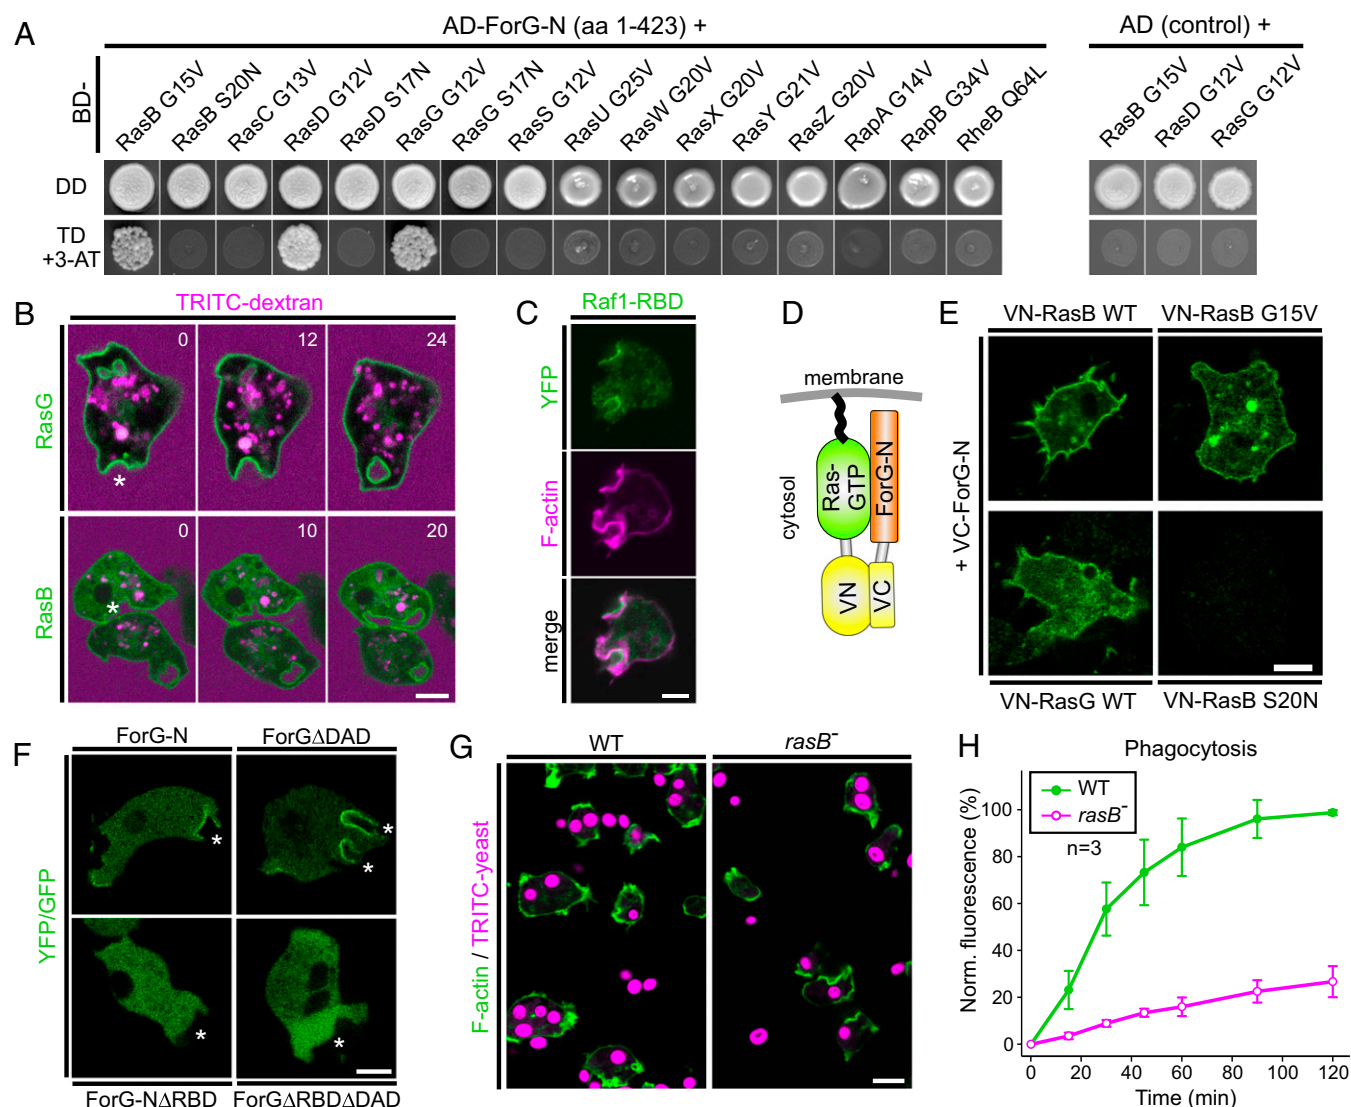 A
AD-ForG-N (aa 1-423) +
AD (control) +
BD-
RasB G15V
RasB S20N
RasC G13V
RasD G12V
RasD S17N
RasG G12V
RasG S17N
RasS G12V
RasU G25V
RasW G20V
RasX G20V
RasY G21V
RasZ G20V
RapA G14V
RapB G34V
RheB Q64L
RasB G15V
RasD G12V
RasG G12V
DD
TD
+3-AT
B
TRITC-dextran
RasG
0
12
24
*
RasB
0
10
20
*
C
Raf1-RBD
YFP
F-actin
merge
D
membrane
cytosol
Ras-
GTP
ForG-N
VN
VC
E
VN-RasB WT
VN-RasB G15V
+ VC-ForG-N
VN-RasG WT
VN-RasB S20N
F
ForG-N
ForGΔDAD
YFP/GFP
*
*
*
*
*
ForG-NΔRBD
ForGΔRBDΔDAD
G
WT
rasB⁻
F-actin / TRITC-yeast
H
Phagocytosis
WT
rasB⁻
n=3
Norm. fluorescence (%)
100
80
60
40
20
0
0
20
40
60
80
100
120
Time (min)